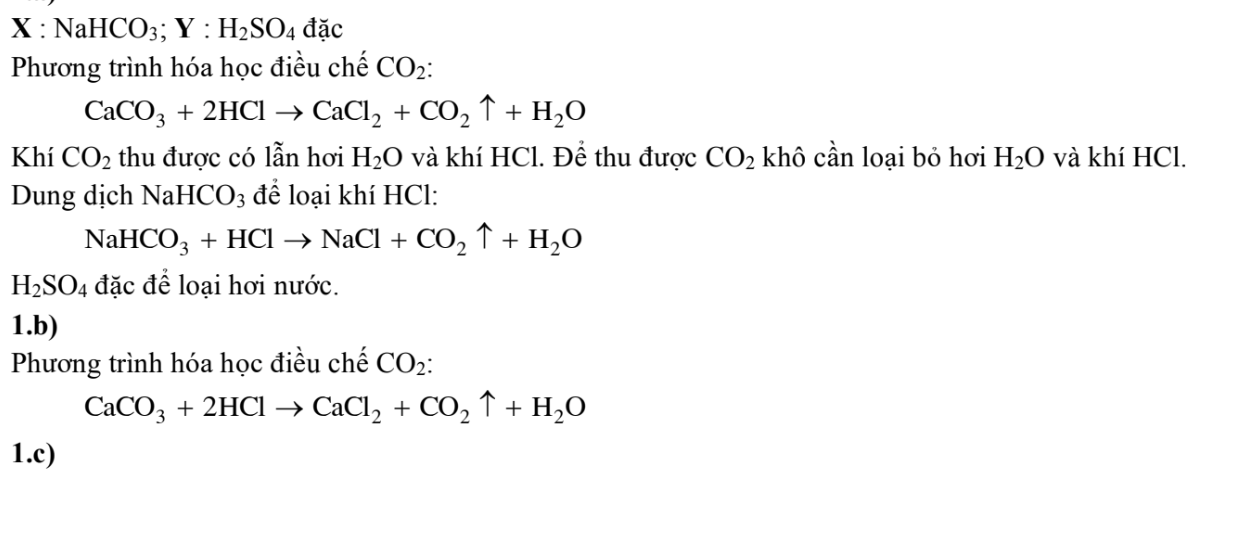 X : NaHCO₃; Y : H₂SO₄ đặc
Phương trình hóa học điều chế CO₂:
CaCO₃ + 2HCl → CaCl₂ + CO₂ ↑ + H₂O
Khí CO₂ thu được có lẫn hơi H₂O và khí HCl. Để thu được CO₂ khô cần loại bỏ hơi H₂O và khí HCl.
Dung dịch NaHCO₃ để loại khí HCl:
NaHCO₃ + HCl → NaCl + CO₂ ↑ + H₂O
H₂SO₄ đặc để loại hơi nước.
1.b)
Phương trình hóa học điều chế CO₂:
CaCO₃ + 2HCl → CaCl₂ + CO₂ ↑ + H₂O
1.c)